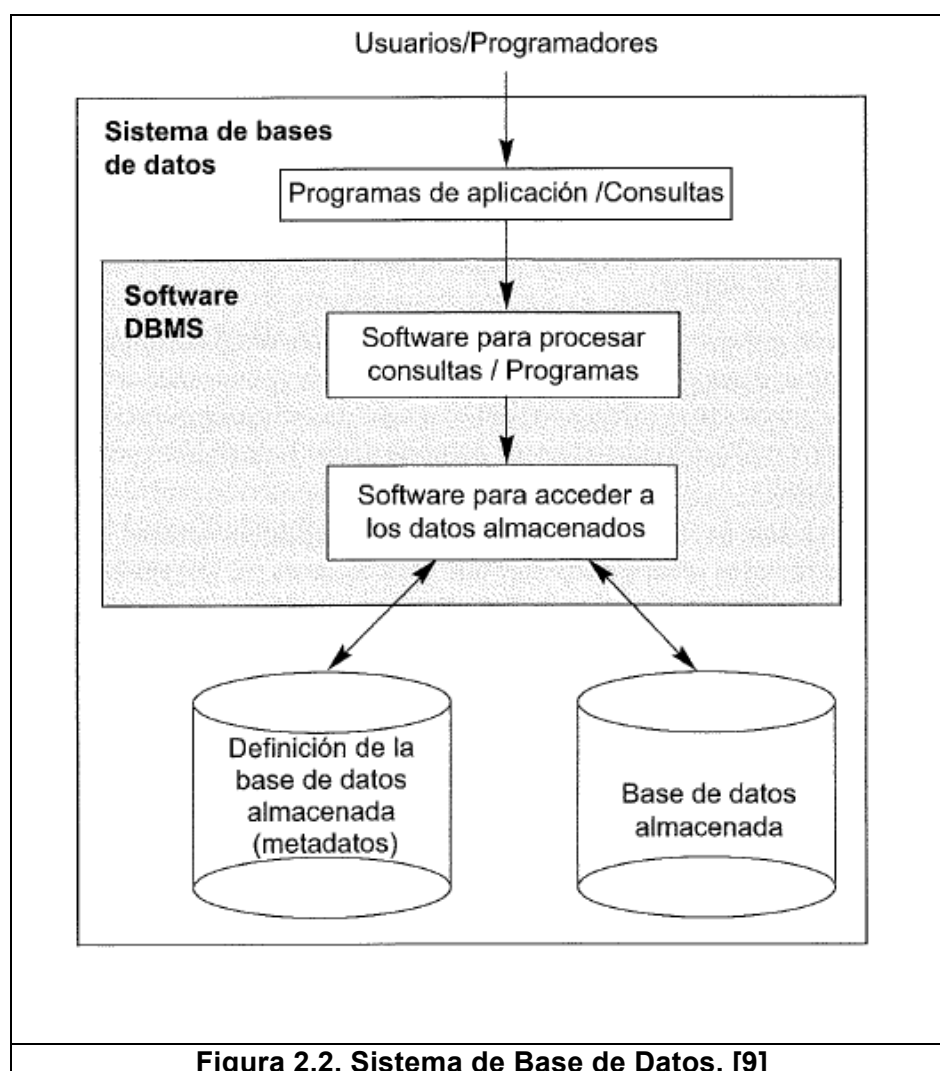 Usuarios/Programadores
Sistema de bases
de datos
Programas de aplicación /Consultas
Software
DBMS
Software para procesar
consultas / Programas
Software para acceder a
los datos almacenados
Definición de la
base de datos
almacenada
(metadatos)
Base de datos
almacenada
Figura 2.2. Sistema de Base de Datos. [9]